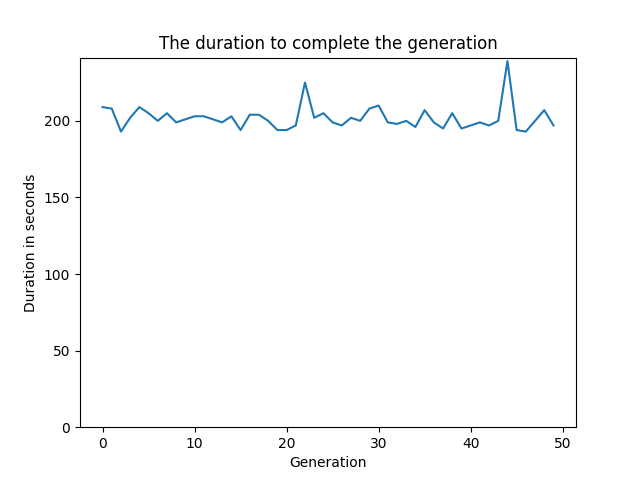 The duration to complete the generation
Duration in seconds
200
150
100
50
0
0 10 20 30 40 50
Generation